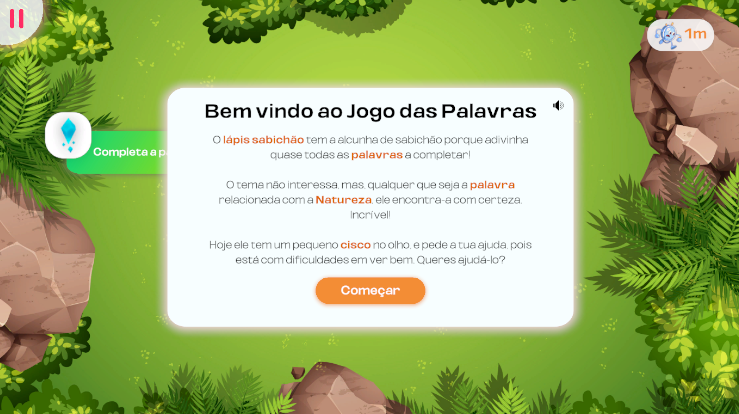 1m
Bem vindo ao Jogo das Palavras
Completa a
O lápis sabichão tem a alcunha de sabichão porque adivinha
quase todas as palavras a completar!
O tema não interessa, mas, qualquer que seja a palavra
relacionada com a Natureza, ele encontra-a com certeza.
Incrível!
Hoje ele tem um pequeno cisco no olho, e pede a tua ajuda, pois
está com dificuldades em ver bem. Queres ajudá-lo?
Começar